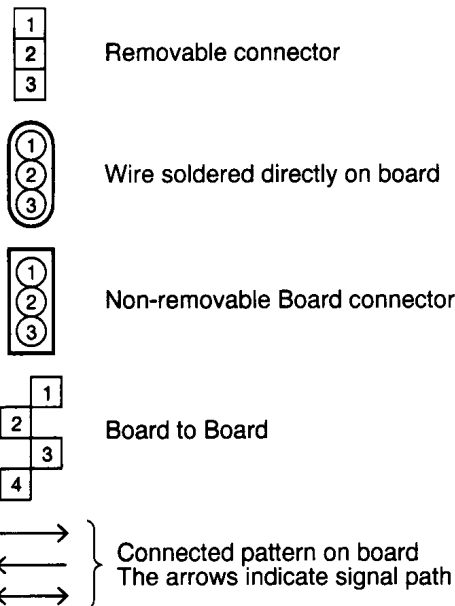 1
2 Removable connector
3
1
2 Wire soldered directly on board
3
1
2 Non-removable Board connector
3
1
2
Board to Board
3
4
Connected pattern on board
The arrows indicate signal path